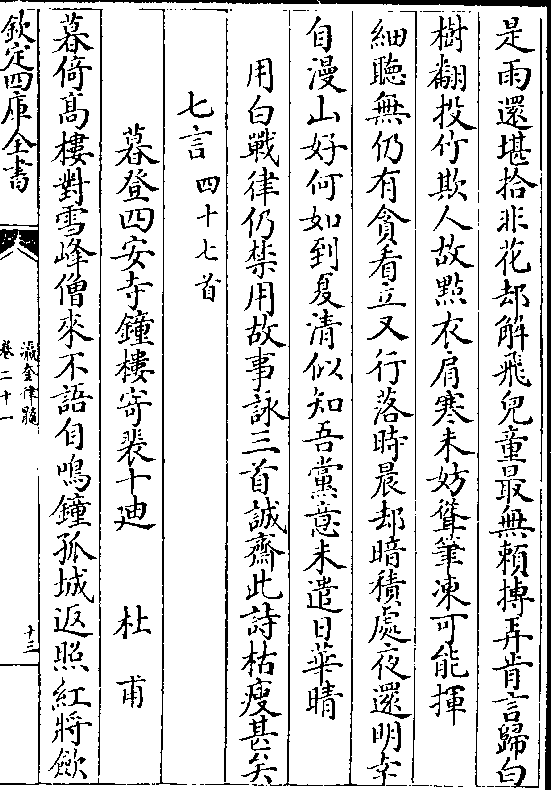 是雨還堪拾非花却解飛兒童最無賴摶弄肯言歸白
樹翻投竹欺人故點衣肩寒未妨聳筆凍可能揮
細聽無仍有貪看立又行落時晨却暗積處夜還明幸
自漫山好何如到夏清似知吾黨意未遣日華晴
用白戰律仍禁用故事詠三首誠齋此詩枯瘦甚矣
七言四十七首
暮登四安寺鐘樓寄裴十廸　杜甫
暮倚高樓對雪峰僧來不語自鳴鐘孤城返照紅將歛
欽定四庫全書
瀛奎律髓
卷二十一
十三